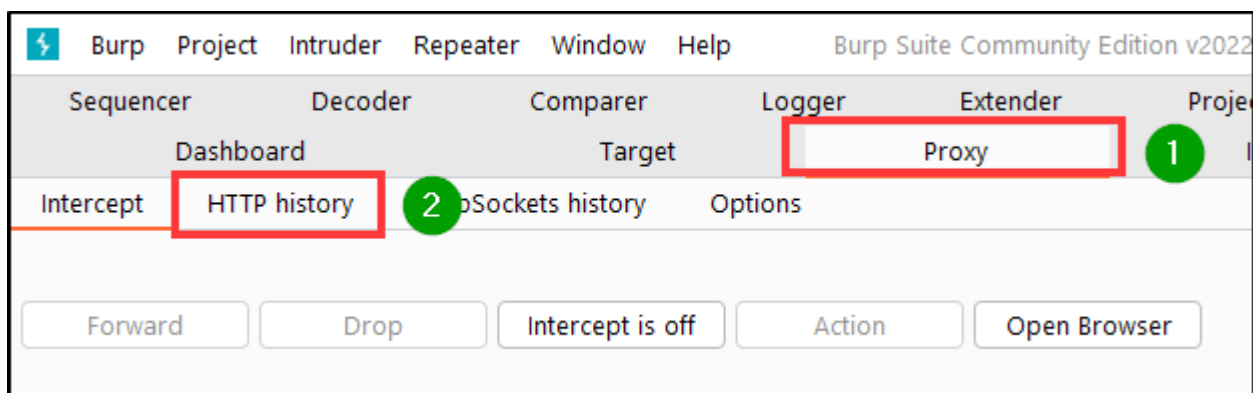 Burp Project Intruder Repeater Window Help Burp Suite Community Edition v2022
Sequencer Decoder Comparer Logger Extender
Dashboard Target Proxy 1
Intercept HTTP history 2 history Options
Forward Drop Intercept is off Action Open Browser